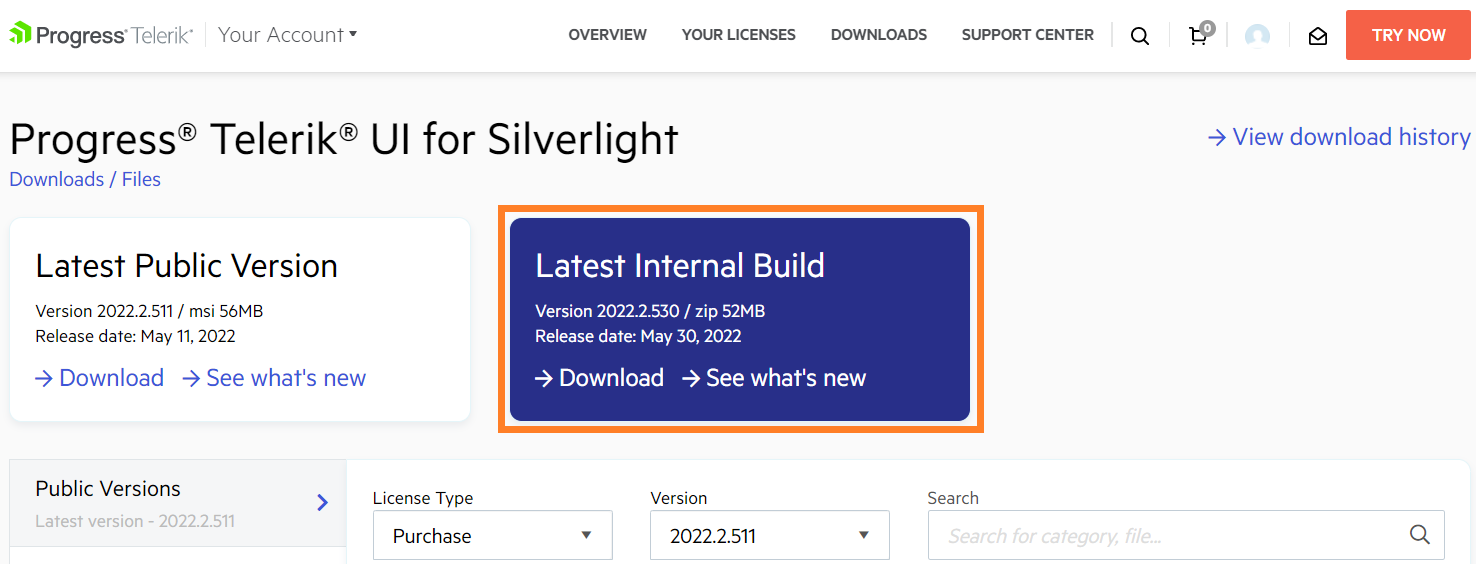 Progress® Telerik® Your Account OVERVIEW YOUR LICENSES DOWNLOADS SUPPORT CENTER 0 TRY NOW
Progress® Telerik® UI for Silverlight
View download history
Downloads / Files
Latest Public Version
Version 2022.2.511 / msi 56MB
Release date: May 11, 2022
Download See what's new
Latest Internal Build
Version 2022.2.530 / zip 52MB
Release date: May 30, 2022
Download See what's new
Public Versions
Latest version - 2022.2.511
License Type
Purchase
Version
2022.2.511
Search
Search for category, file...